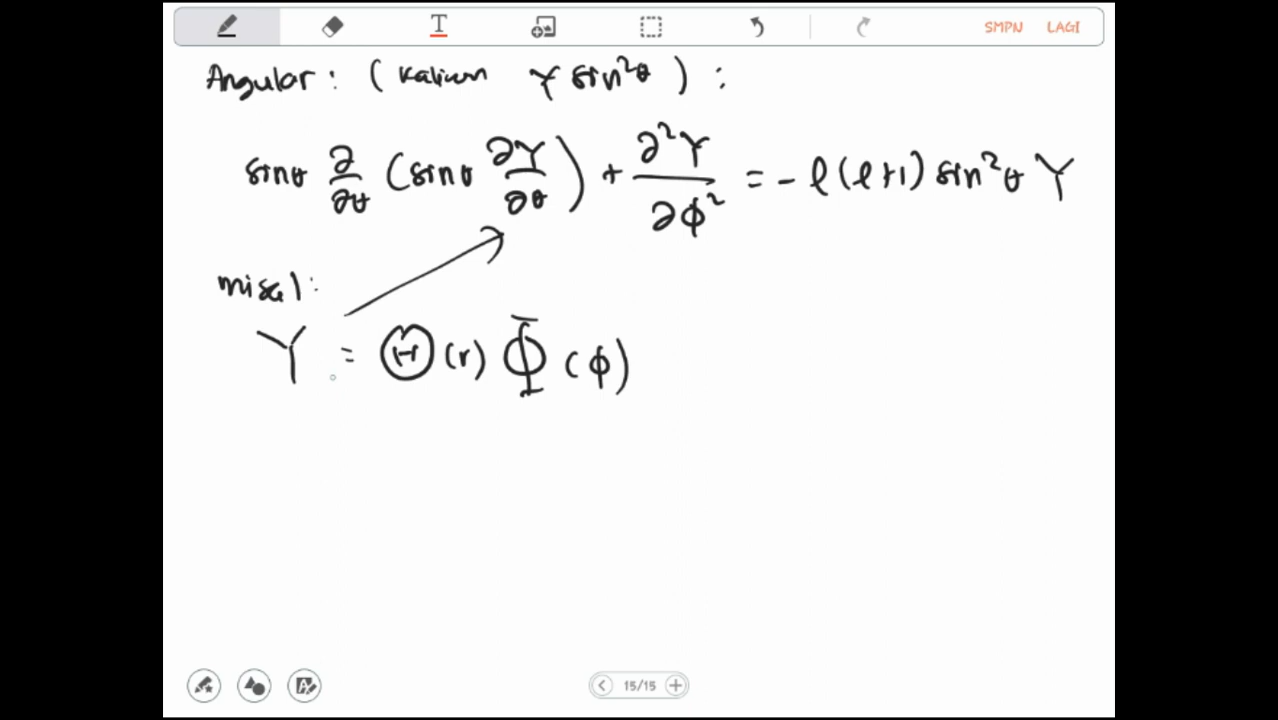 T SMPN LAGI
Angular : ( kalikan Y sin²θ ) :
sinθ ∂/∂θ (sinθ ∂Y/∂θ) + ∂²Y/∂ϕ² = - ℓ(ℓ+1) sin²θ Y
misal :
Y = Θ(r) Φ(ϕ)
15/15